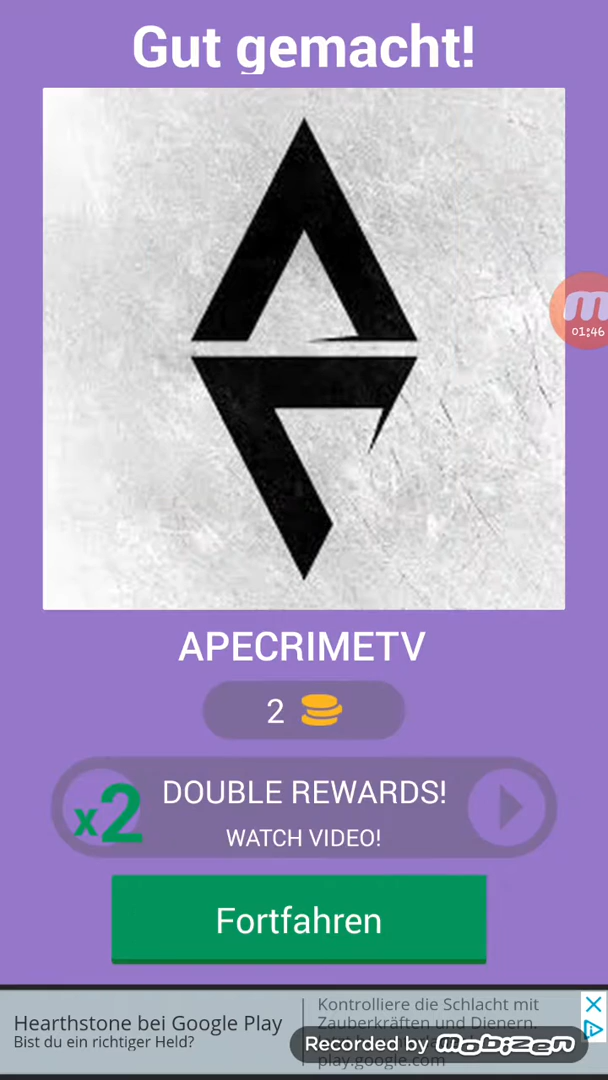 Gut gemacht!
01:46
APECRIMETV
2
x2
DOUBLE REWARDS!
WATCH VIDEO!
Fortfahren
Hearthstone bei Google Play
Bist du ein richtiger Held?
Kontrolliere die Schlacht mit
Zauberkräften und Dienern.
play.google.com
Recorded by mobizen